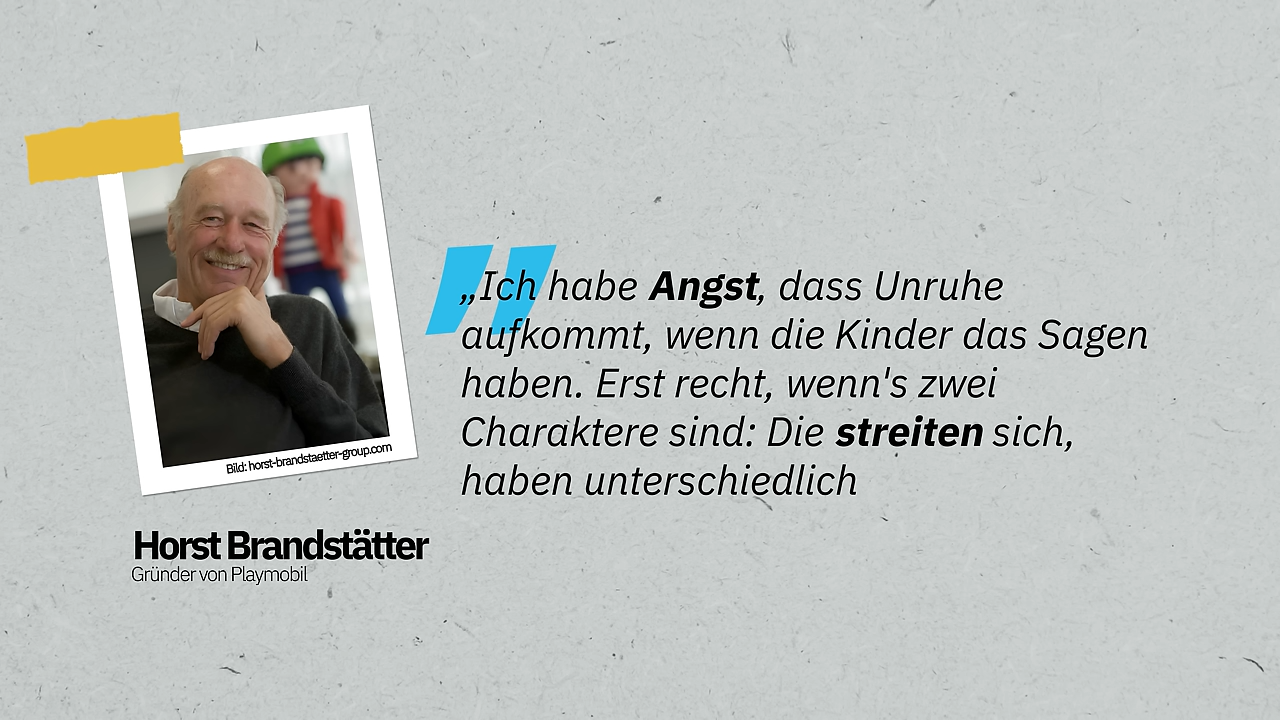 „Ich habe Angst, dass Unruhe
aufkommt, wenn die Kinder das Sagen
haben. Erst recht, wenn's zwei
Charaktere sind: Die streiten sich,
haben unterschiedlich
Bild: horst-brandstaetter-group.com
Horst Brandstätter
Gründer von Playmobil